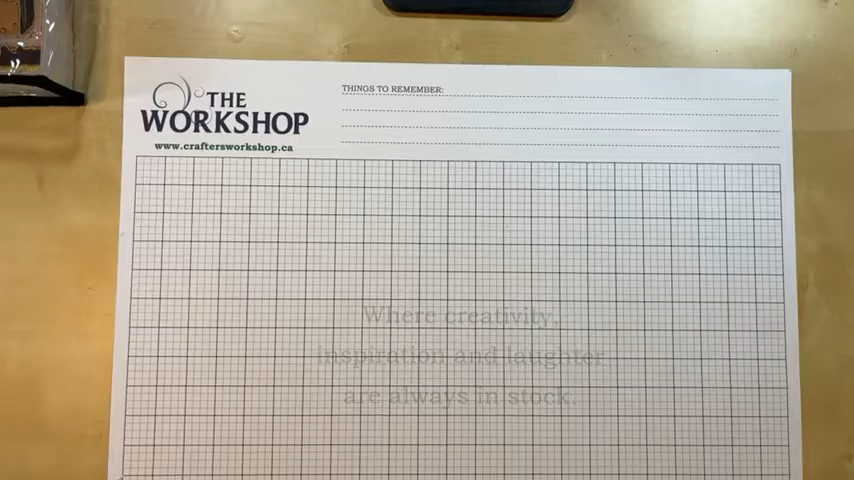 THE
WORKSHOP
www.craftersworkshop.ca
THINGS TO REMEMBER:
Where creativity,
inspiration and laughter
are always in stock.